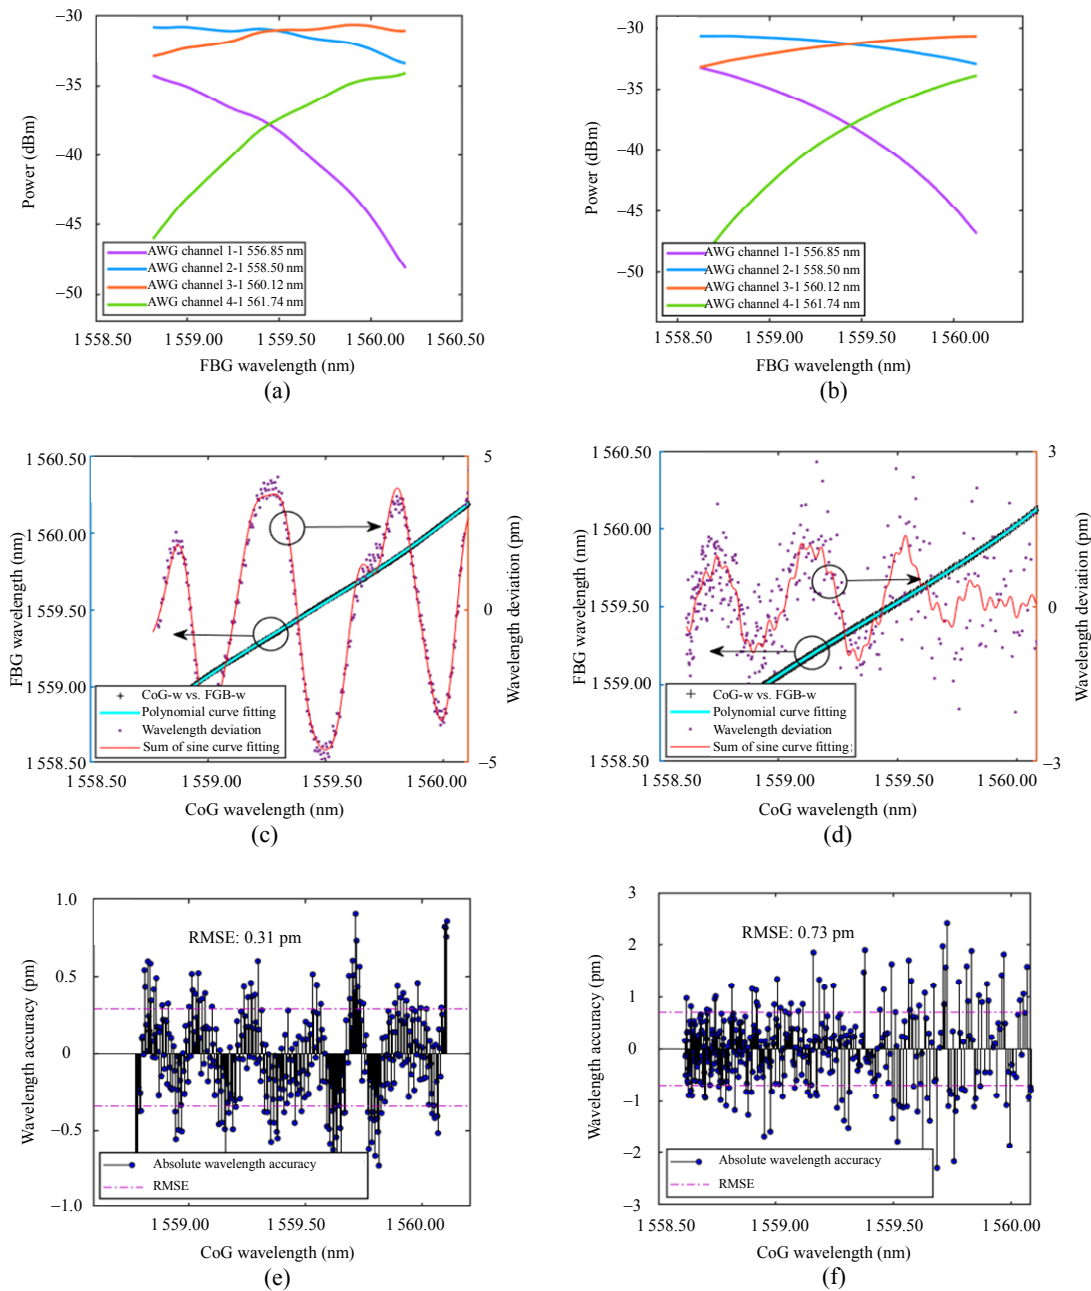 −30
−35
−40
−45
−50
Power (dBm)
AWG channel 1-1 556.85 nm
AWG channel 2-1 558.50 nm
AWG channel 3-1 560.12 nm
AWG channel 4-1 561.74 nm
1 558.50 1 559.00 1 559.50 1 560.00 1 560.50
FBG wavelength (nm)
(a)
−30
−35
−40
−45
−50
Power (dBm)
AWG channel 1-1 556.85 nm
AWG channel 2-1 558.50 nm
AWG channel 3-1 560.12 nm
AWG channel 4-1 561.74 nm
1 558.50 1 559.00 1 559.50 1 560.00
FBG wavelength (nm)
(b)
1 560.50
1 560.00
1 559.50
1 559.00
1 558.50
FBG wavelength (nm)
5
0
−5
Wavelength deviation (pm)
CoG-w vs. FGB-w
Polynomial curve fitting
Wavelength deviation
Sum of sine curve fitting
1 558.50 1 559.00 1 559.50 1 560.00
CoG wavelength (nm)
(c)
1 560.50
1 560.00
1 559.50
1 559.00
1 558.50
FBG wavelength (nm)
3
0
−3
Wavelength deviation (pm)
CoG-w vs. FGB-w
Polynomial curve fitting
Wavelength deviation
Sum of sine curve fitting:
1 558.50 1 559.00 1 559.50 1 560.00
CoG wavelength (nm)
(d)
1.0
0.5
0
−0.5
−1.0
Wavelength accuracy (pm)
RMSE: 0.31 pm
Absolute wavelength accuracy
RMSE
1 559.00 1 559.50 1 560.00
CoG wavelength (nm)
(e)
3
2
1
0
−1
−2
−3
Wavelength accuracy (pm)
RMSE: 0.73 pm
Absolute wavelength accuracy
RMSE
1 558.50 1 559.00 1 559.50 1 560.00
CoG wavelength (nm)
(f)